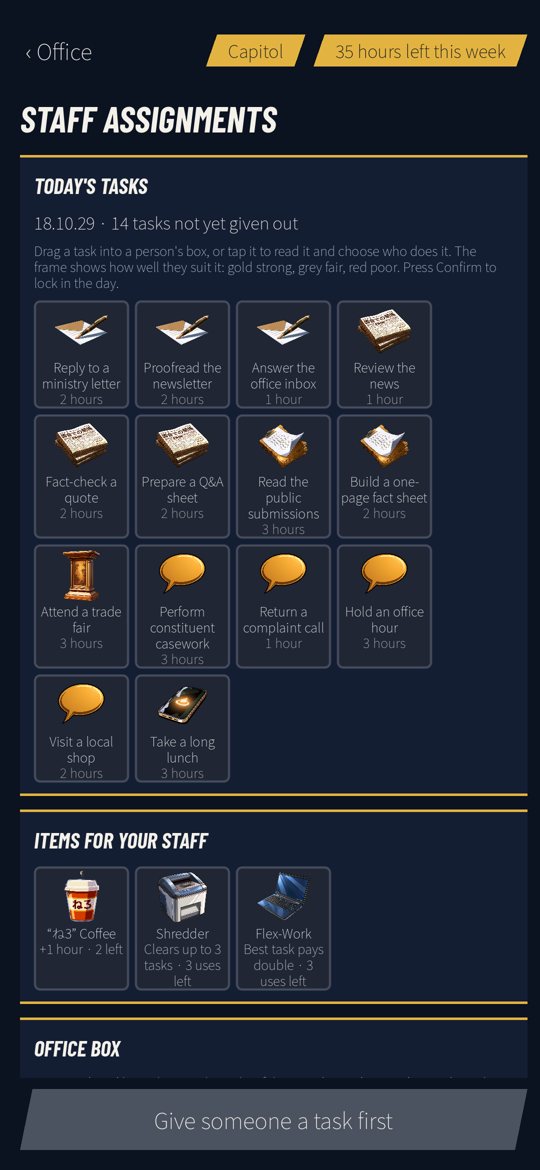 ‹ Office
Capitol
35 hours left this week
STAFF ASSIGNMENTS
TODAY'S TASKS
18.10.29 · 14 tasks not yet given out
Drag a task into a person's box, or tap it to read it and choose who does it. The
frame shows how well they suit it: gold strong, grey fair, red poor. Press Confirm to
lock in the day.
Reply to a
ministry letter
2 hours
Proofread the
newsletter
2 hours
Answer the
office inbox
1 hour
Review the
news
1 hour
Fact-check a
quote
2 hours
Prepare a Q&A
sheet
2 hours
Read the
public
submissions
3 hours
Build a one-
page fact sheet
2 hours
Attend a trade
fair
3 hours
Perform
constituent
casework
3 hours
Return a
complaint call
1 hour
Hold an office
hour
3 hours
Visit a local
shop
2 hours
Take a long
lunch
3 hours
ITEMS FOR YOUR STAFF
ね3
“ね3” Coffee
+1 hour · 2 left
Shredder
Clears up to 3
tasks · 3 uses
left
Flex-Work
Best task pays
double · 3
uses left
OFFICE BOX
Give someone a task first